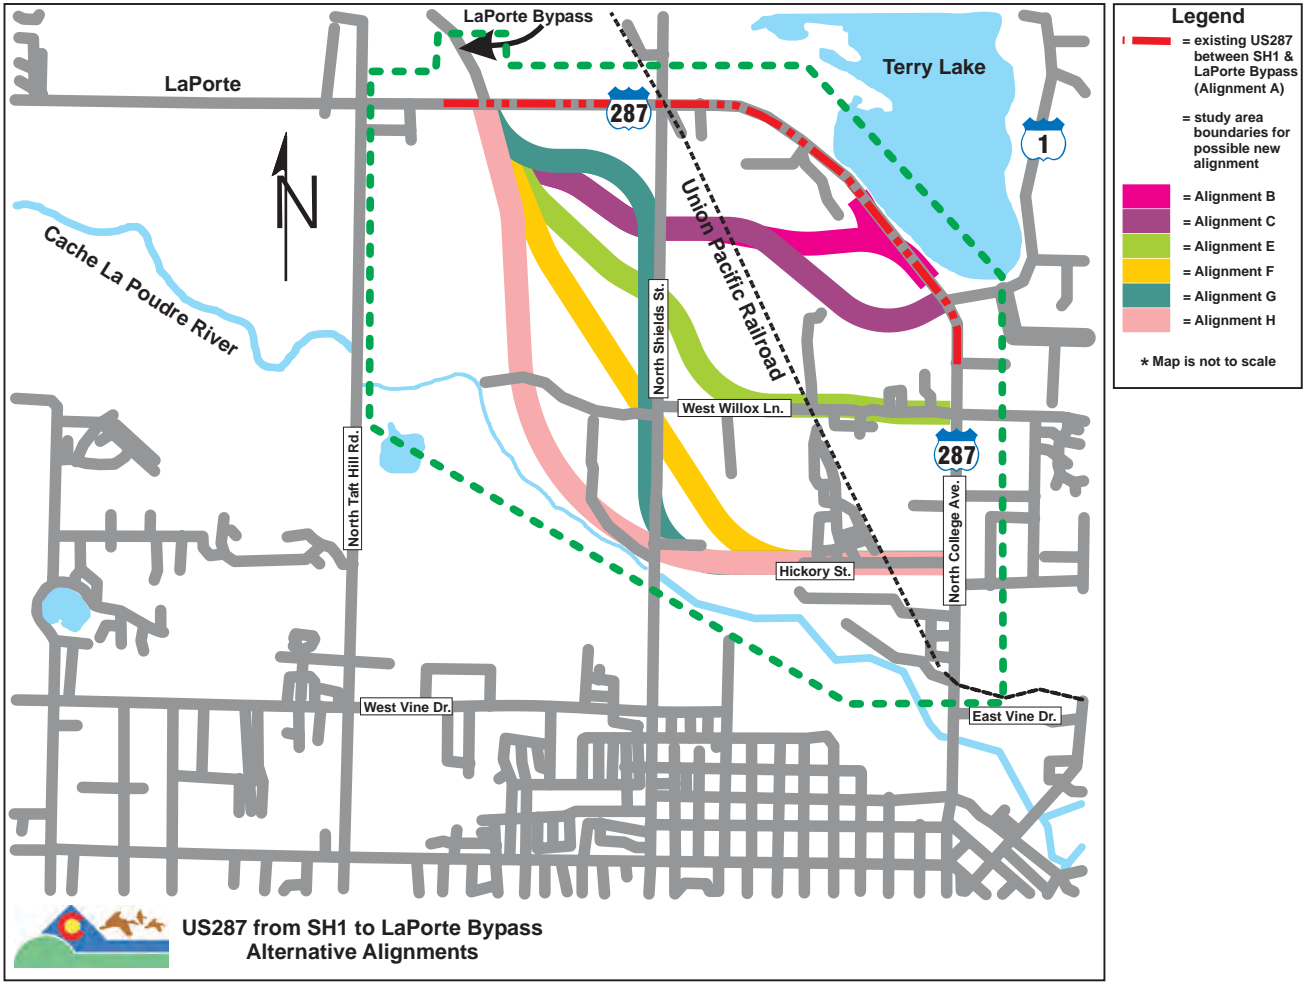 LaPorte Bypass
LaPorte
287
Terry Lake
1
N
Cache La Poudre River
Union Pacific Railroad
North Shields St.
West Willox Ln.
287
North Taft Hill Rd.
North College Ave.
Hickory St.
West Vine Dr.
East Vine Dr.
US287 from SH1 to LaPorte Bypass
Alternative Alignments
Legend
= existing US287
between SH1 &
LaPorte Bypass
(Alignment A)
= study area
boundaries for
possible new
alignment
= Alignment B
= Alignment C
= Alignment E
= Alignment F
= Alignment G
= Alignment H
* Map is not to scale